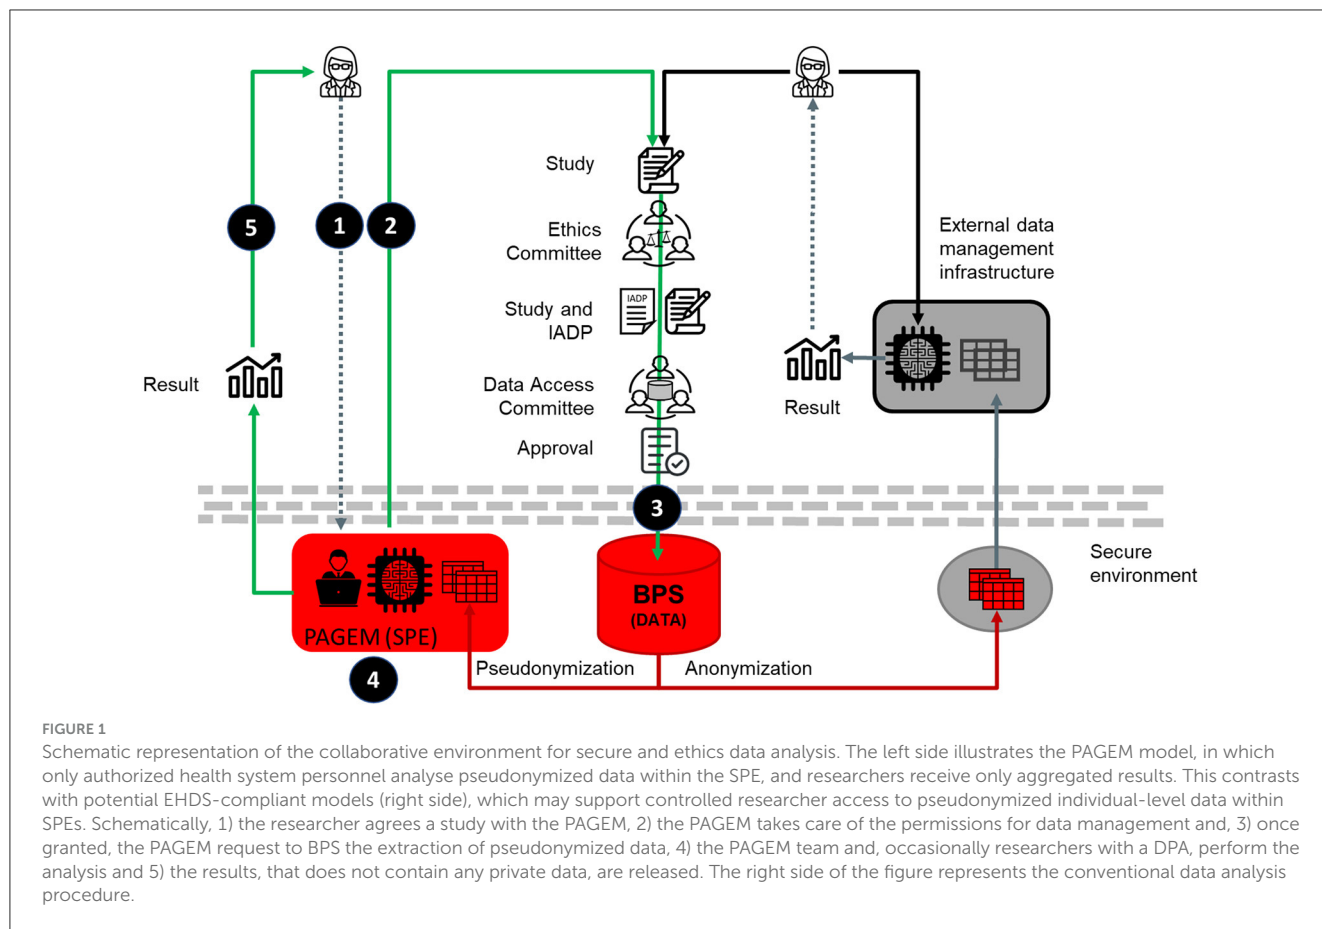 5
1
2
Study
Ethics
Committee
IADP
Study and
IADP
Data Access
Committee
Approval
3
External data
management
infrastructure
Result
Result
Secure
environment
PAGEM (SPE)
4
BPS
(DATA)
Pseudonymization
Anonymization
FIGURE 1
Schematic representation of the collaborative environment for secure and ethics data analysis. The left side illustrates the PAGEM model, in which
only authorized health system personnel analyse pseudonymized data within the SPE, and researchers receive only aggregated results. This contrasts
with potential EHDS-compliant models (right side), which may support controlled researcher access to pseudonymized individual-level data within
SPEs. Schematically, 1) the researcher agrees a study with the PAGEM, 2) the PAGEM takes care of the permissions for data management and, 3) once
granted, the PAGEM request to BPS the extraction of pseudonymized data, 4) the PAGEM team and, occasionally researchers with a DPA, perform the
analysis and 5) the results, that does not contain any private data, are released. The right side of the figure represents the conventional data analysis
procedure.